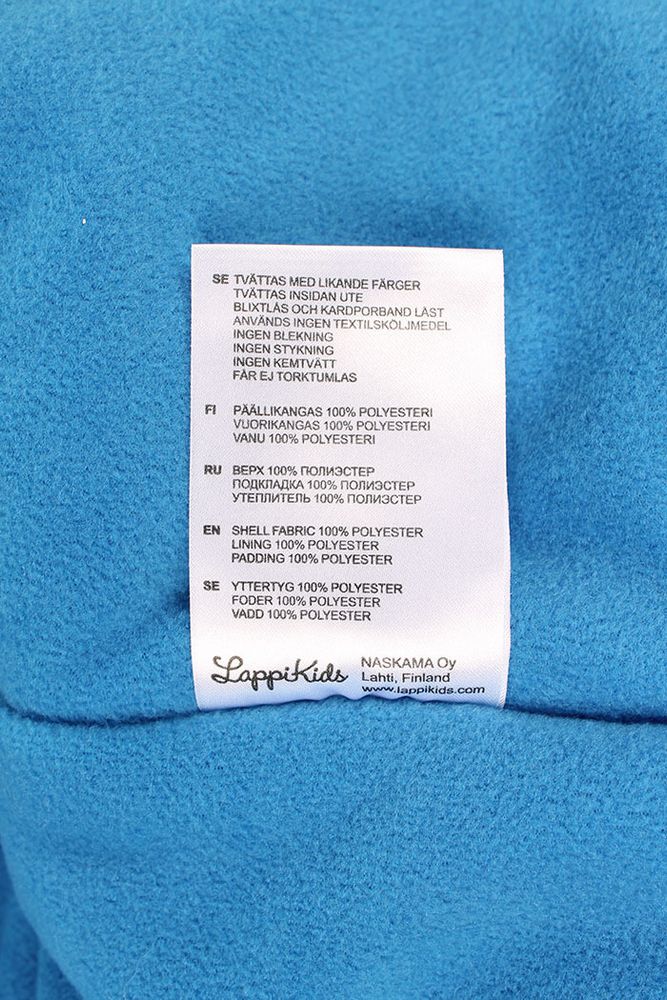 SE TVÄTTAS MED LIKANDE FÄRGER
TVÄTTAS INSIDAN UTE
BLIXTLÅS OCH KARDPORBAND LÅST
ANVÄNDS INGEN TEXTILSKÖLJMEDEL
INGEN BLEKNING
INGEN STYKNING
INGEN KEMTVÄTT
FÄR EJ TORKTUMLAS
FI PÄÄLLIKANGAS 100% POLYESTERI
VUORIKANGAS 100% POLYESTERI
VANU 100% POLYESTERI
RU ВЕРХ 100% ПОЛИЭСТЕР
ПОДКЛАДКА 100% ПОЛИЭСТЕР
УТЕПЛИТЕЛЬ 100% ПОЛИЭСТЕР
EN SHELL FABRIC 100% POLYESTER
LINING 100% POLYESTER
PADDING 100% POLYESTER
SE YTTERTYG 100% POLYESTER
FODER 100% POLYESTER
VADD 100% POLYESTER
LappiKids
NASKAMA Oy
Lahti, Finland
www.lappikids.com